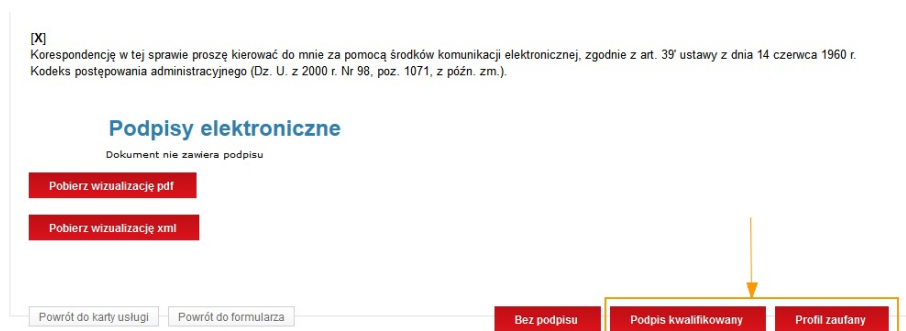 [X]
Korespondencję w tej sprawie proszę kierować do mnie za pomocą środków komunikacji elektronicznej, zgodnie z art. 39' ustawy z dnia 14 czerwca 1960 r.
Kodeks postępowania administracyjnego (Dz. U. z 2000 r. Nr 98, poz. 1071, z późn. zm.).
Podpisy elektroniczne
Dokument nie zawiera podpisu
Pobierz wizualizację pdf
Pobierz wizualizację xml
Powrót do karty usługi Powrót do formularza Bez podpisu Podpis kwalifikowany Profil zaufany